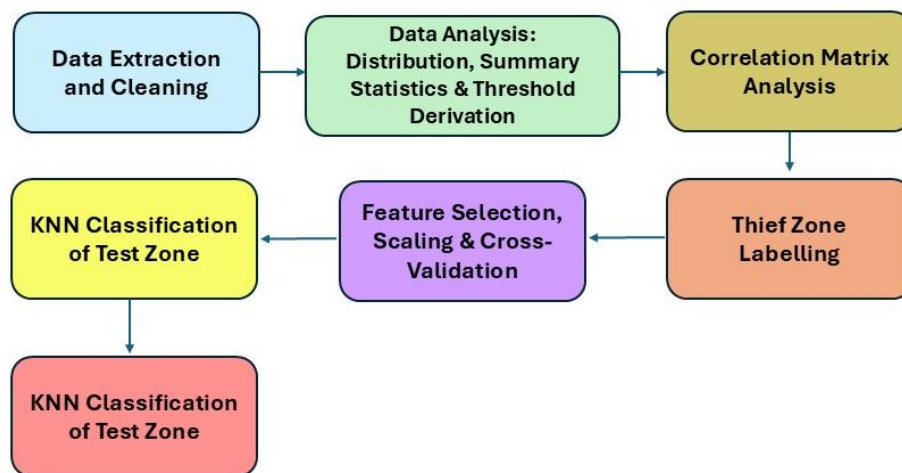 Data Extraction
and Cleaning
Data Analysis:
Distribution, Summary
Statistics & Threshold
Derivation
Correlation Matrix
Analysis
Thief Zone
Labelling
Feature Selection,
Scaling & Cross-
Validation
KNN Classification
of Test Zone
KNN Classification
of Test Zone